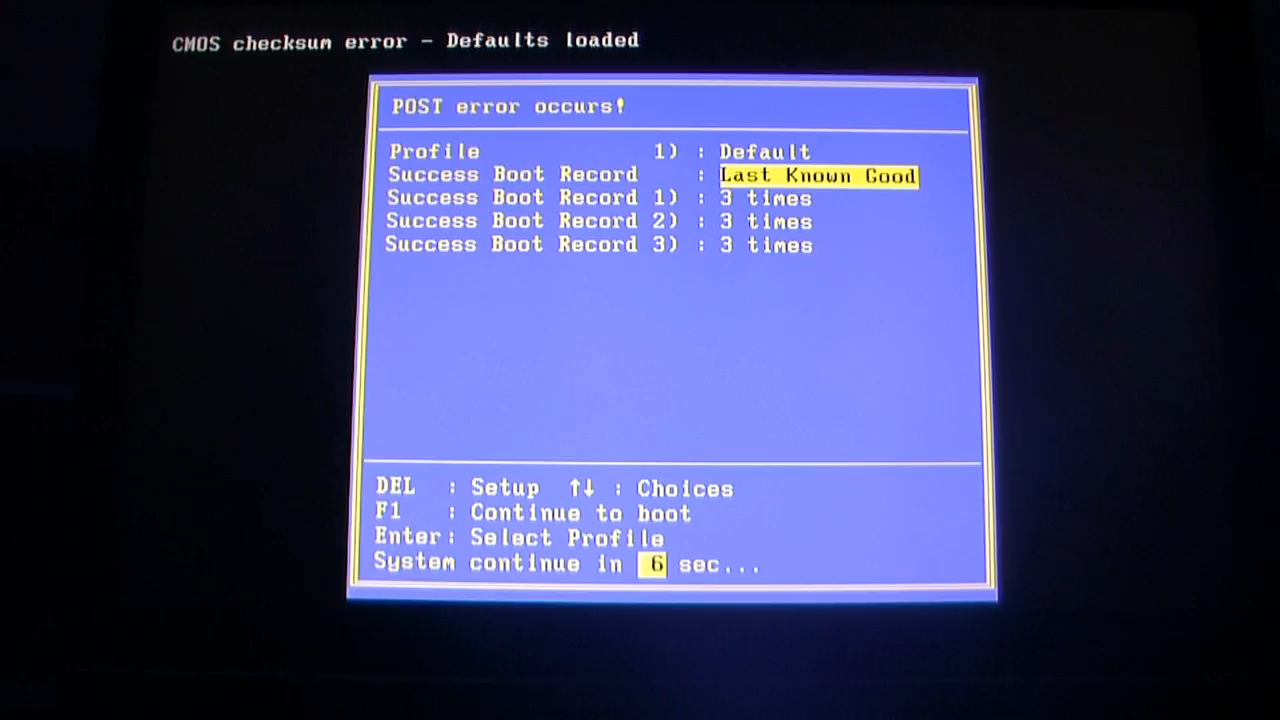 CMOS checksum error - Defaults loaded
POST error occurs!
Profile 1) : Default
Success Boot Record : Last Known Good
Success Boot Record 1) : 3 times
Success Boot Record 2) : 3 times
Success Boot Record 3) : 3 times
DEL : Setup ↑↓ : Choices
F1 : Continue to boot
Enter: Select Profile
System continue in 6 sec...